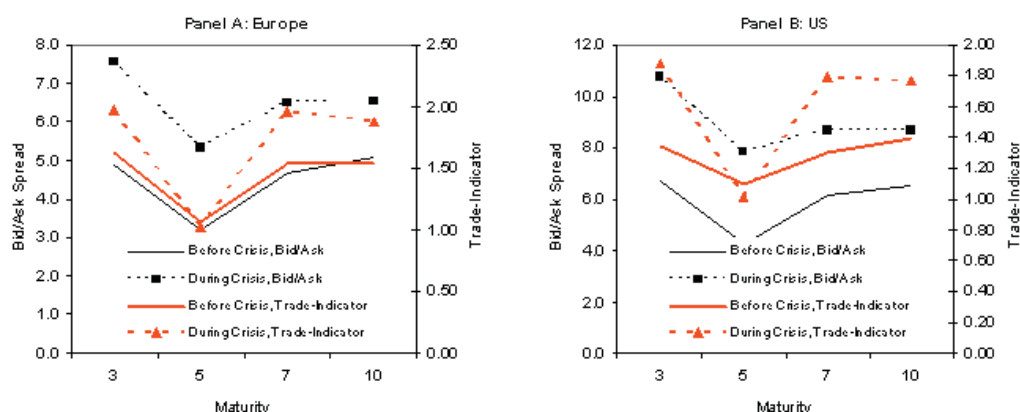 Panel A: Europe
8.0
7.0
6.0
5.0
4.0
3.0
2.0
1.0
0.0
Bid/Ask Spread
2.50
2.00
1.50
1.00
0.50
0.00
Trade-Indicator
Before Crisis, Bid/Ask
During Crisis, Bid/Ask
Before Crisis, Trade-Indicator
During Crisis, Trade-Indicator
3 5 7 10
Maturity
Panel B: US
12.0
10.0
8.0
6.0
4.0
2.0
0.0
Bid/Ask Spread
2.00
1.80
1.60
1.40
1.20
1.00
0.80
0.60
0.40
0.20
0.00
Trade-Indicator
Before Crisis, Bid/Ask
During Crisis, Bid/Ask
Before Crisis, Trade-Indicator
During Crisis, Trade-Indicator
3 5 7 10
Maturity